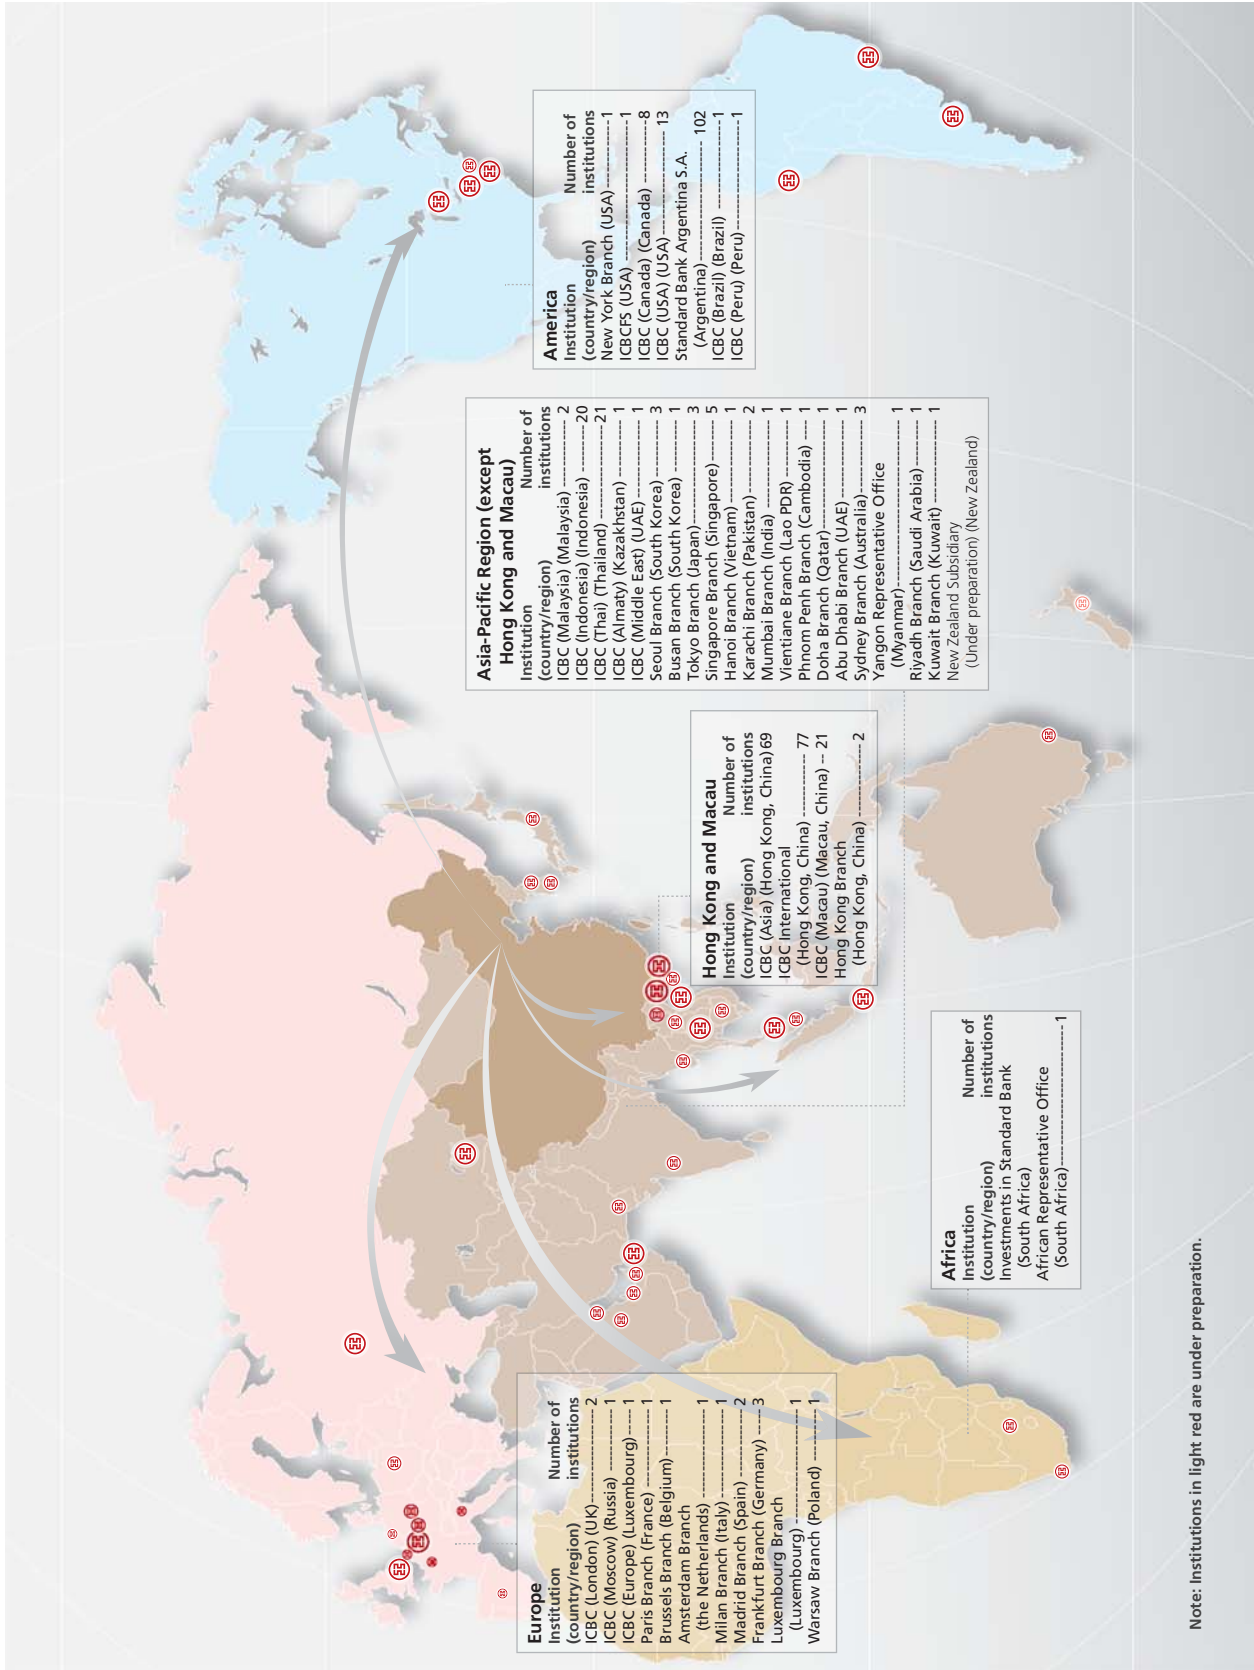 Europe
Institution Number of
(country/region) institutions
ICBC (London) (UK) 2
ICBC (Moscow) (Russia) 1
ICBC (Europe) (Luxembourg) 1
Paris Branch (France) 1
Brussels Branch (Belgium) 1
Amsterdam Branch
(the Netherlands) 1
Milan Branch (Italy) 1
Madrid Branch (Spain) 2
Frankfurt Branch (Germany) 3
Luxembourg Branch
(Luxembourg) 1
Warsaw Branch (Poland) 1
Africa
Institution Number of
(country/region) institutions
Investments in Standard Bank
(South Africa)
African Representative Office
(South Africa) 1
Hong Kong and Macau
Institution Number of
(country/region) institutions
ICBC (Asia) (Hong Kong, China) 69
ICBC International
(Hong Kong, China) 77
ICBC (Macau) (Macau, China) 21
Hong Kong Branch
(Hong Kong, China) 2
Asia-Pacific Region (except
Hong Kong and Macau)
Institution Number of
(country/region) institutions
ICBC (Malaysia) (Malaysia) 2
ICBC (Indonesia) (Indonesia) 20
ICBC (Thai) (Thailand) 21
ICBC (Almaty) (Kazakhstan) 1
ICBC (Middle East) (UAE) 1
Seoul Branch (South Korea) 3
Busan Branch (South Korea) 1
Tokyo Branch (Japan) 3
Singapore Branch (Singapore) 5
Hanoi Branch (Vietnam) 1
Karachi Branch (Pakistan) 2
Mumbai Branch (India) 1
Vientiane Branch (Lao PDR) 1
Phnom Penh Branch (Cambodia) 1
Doha Branch (Qatar) 1
Abu Dhabi Branch (UAE) 1
Sydney Branch (Australia) 3
Yangon Representative Office
(Myanmar) 1
Riyadh Branch (Saudi Arabia) 1
Kuwait Branch (Kuwait) 1
New Zealand Subsidiary
(Under preparation) (New Zealand)
America
Institution Number of
(country/region) institutions
New York Branch (USA) 1
ICBCFS (USA) 1
ICBC (Canada) (Canada) 8
ICBC (USA) (USA) 13
Standard Bank Argentina S.A.
(Argentina) 102
ICBC (Brazil) (Brazil) 1
ICBC (Peru) (Peru) 1
Note: Institutions in light red are under preparation.